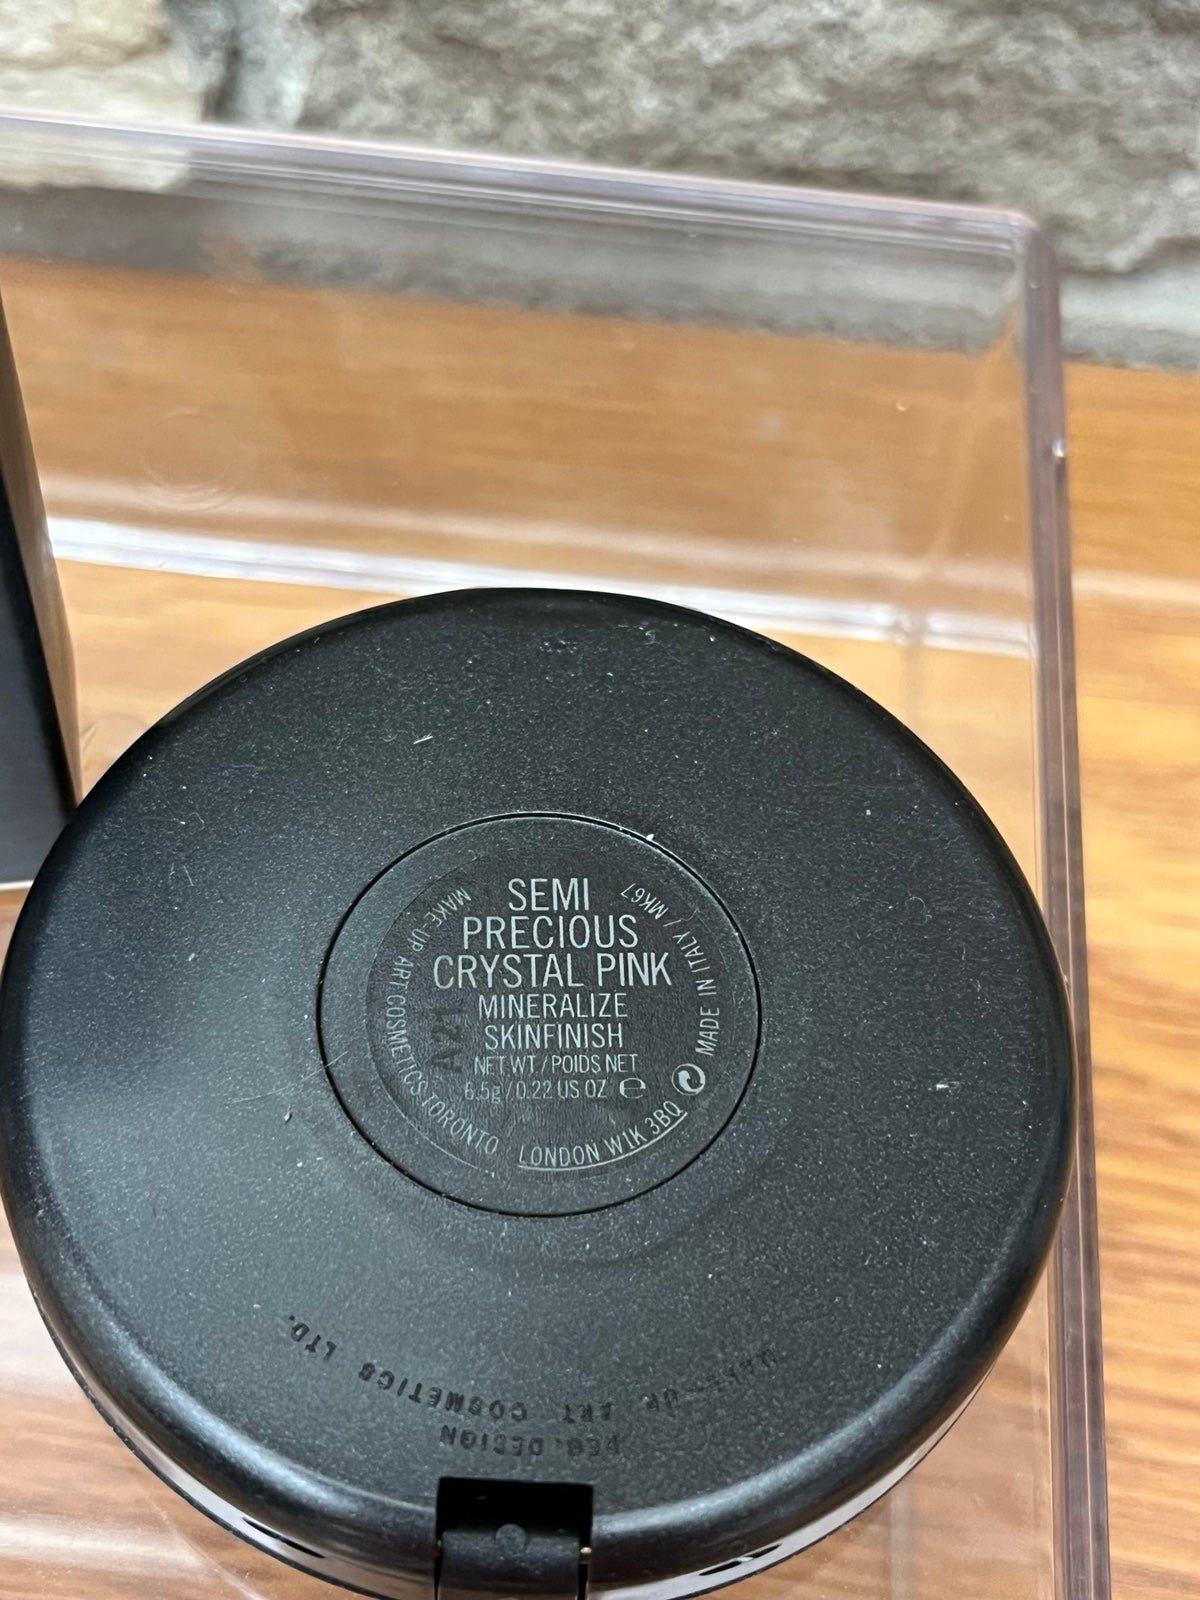 SEMI
PRECIOUS
CRYSTAL PINK
MINERALIZE
SKINFINISH
NET WT./POIDS NET
6.5g/0.22 US OZ ℮
MAKE-UP ART COSMETICS TORONTO
LONDON W1K 3BQ
MADE IN ITALY / MK67
A21
MAKE-UP ART COSMETICS LTD.
REG. DESIGN